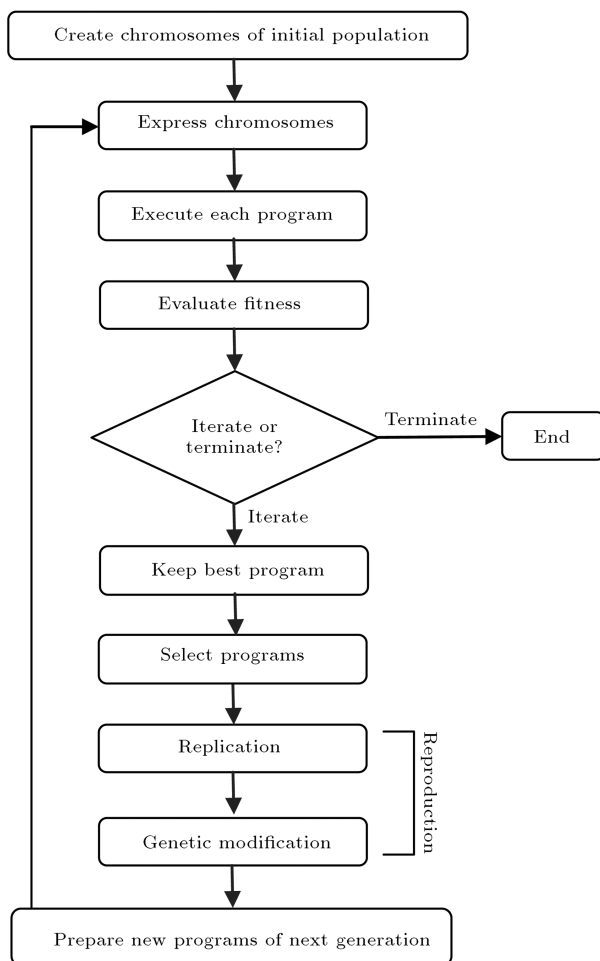 Create chromosomes of initial population
Express chromosomes
Execute each program
Evaluate fitness
Iterate or
terminate?
Terminate
End
Iterate
Keep best program
Select programs
Replication
Reproduction
Genetic modification
Prepare new programs of next generation